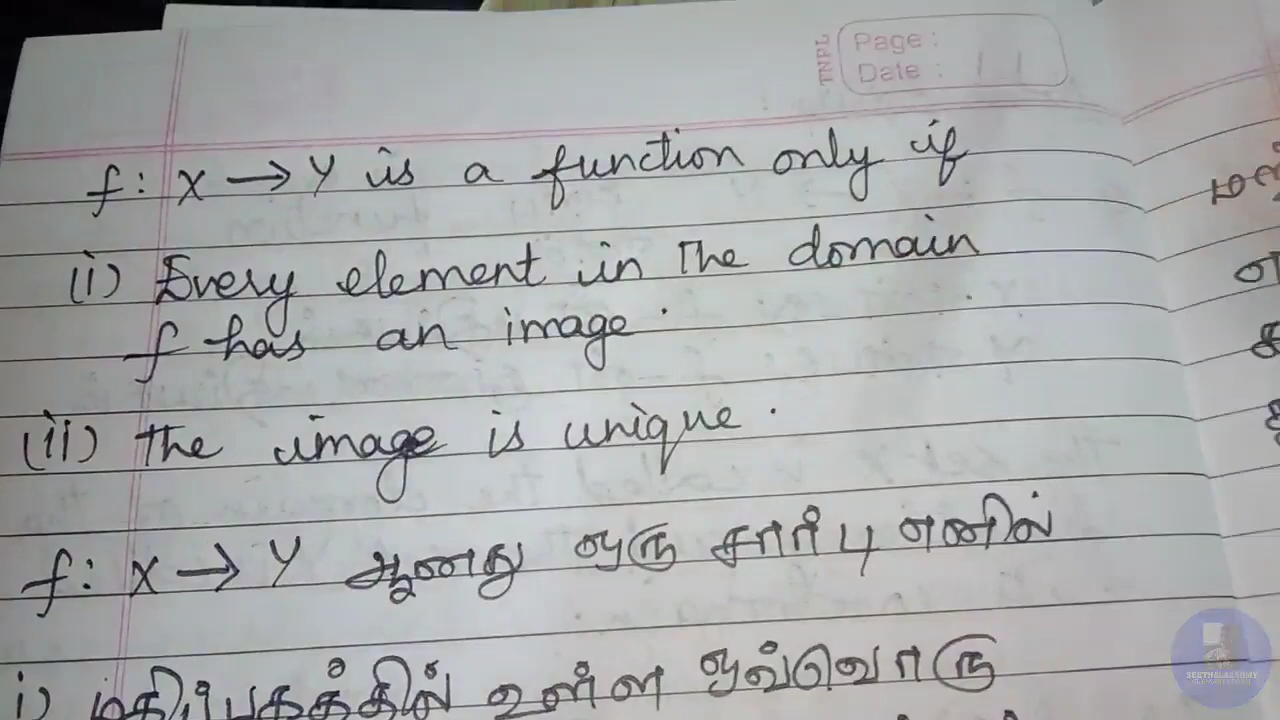 TNPL
Page :
Date :
f: X → Y is a function only if
(i) Every element in The domain
f has an image.
(ii) the image is unique.
f: X → Y ஆனது ஒரு சார்பு எனில்
i) மதிப்பகத்தில் உள்ள ஒவ்வொரு